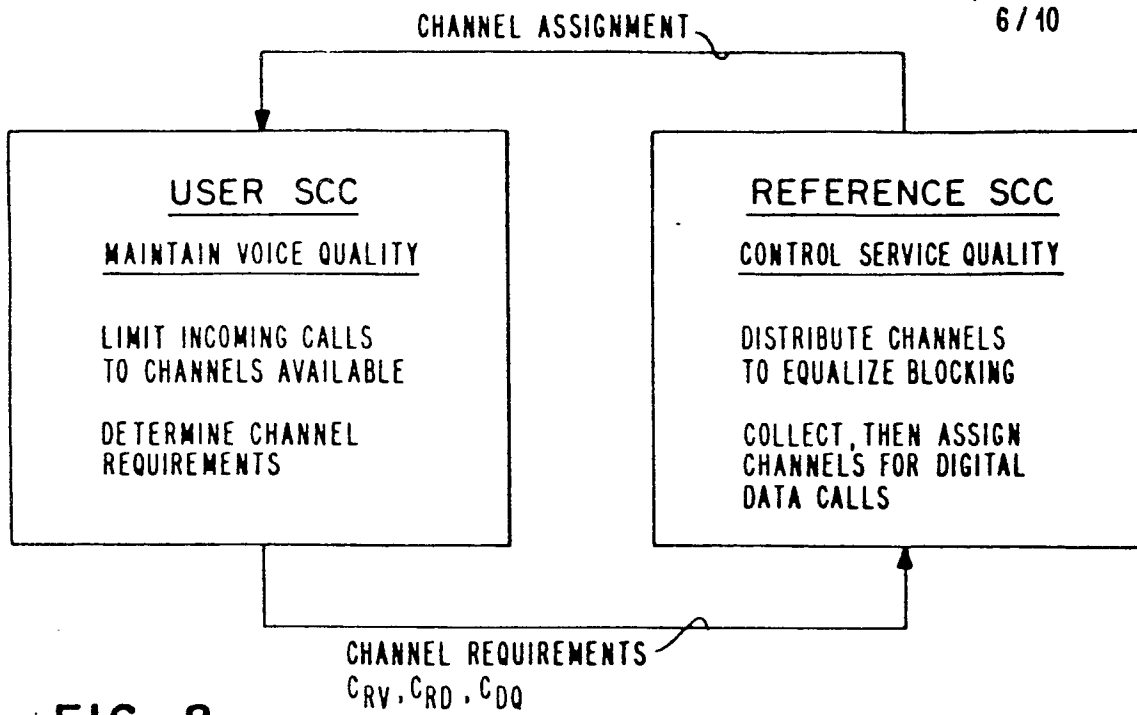 6/10
CHANNEL ASSIGNMENT
USER SCC
MAINTAIN VOICE QUALITY
LIMIT INCOMING CALLS
TO CHANNELS AVAILABLE
DETERMINE CHANNEL
REQUIREMENTS
REFERENCE SCC
CONTROL SERVICE QUALITY
DISTRIBUTE CHANNELS
TO EQUALIZE BLOCKING
COLLECT, THEN ASSIGN
CHANNELS FOR DIGITAL
DATA CALLS
CHANNEL REQUIREMENTS
CRV, CRD, CDQ
FIG